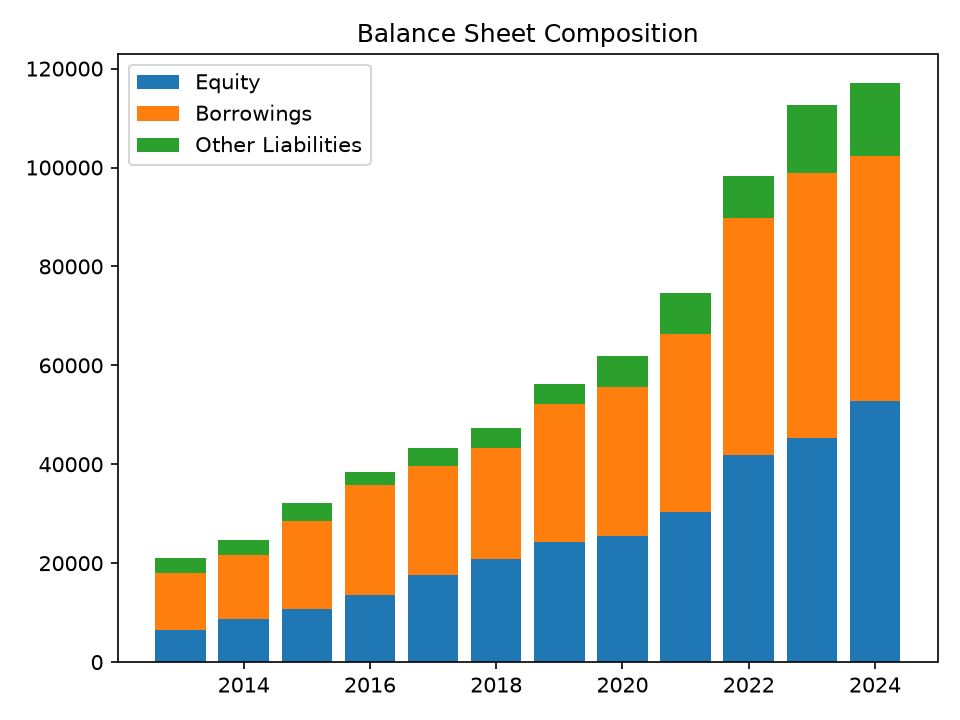 Balance Sheet Composition
120000
100000
80000
60000
40000
20000
0
Equity
Borrowings
Other Liabilities
2014 2016 2018 2020 2022 2024